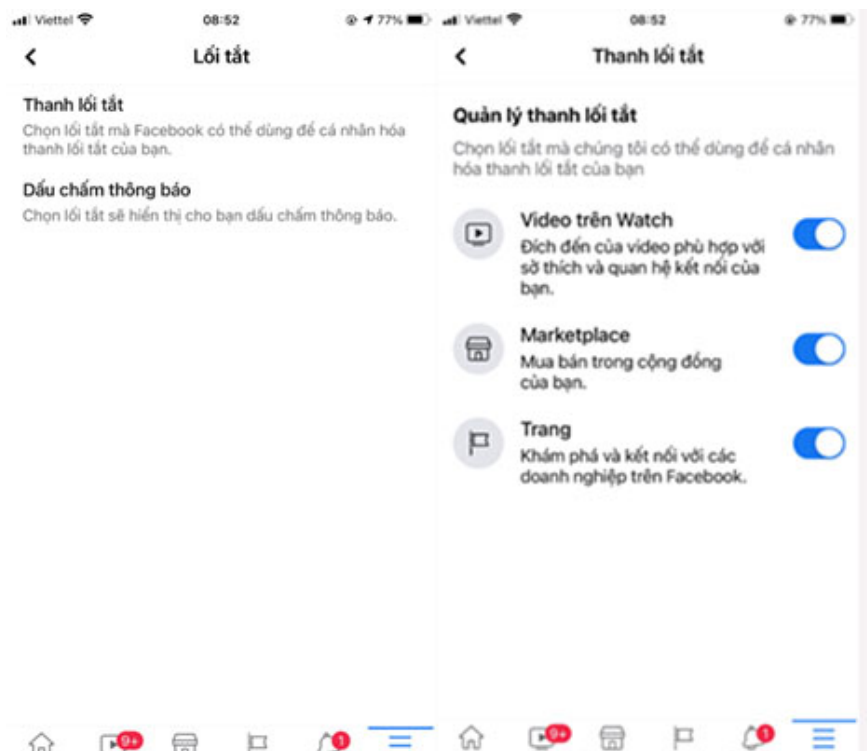 Viettel 08:52 77%
Lối tắt
Thanh lối tắt
Chọn lối tắt mà Facebook có thể dùng để cá nhân hóa
thanh lối tắt của bạn.
Dấu chấm thông báo
Chọn lối tắt sẽ hiển thị cho bạn dấu chấm thông báo.
9+
1
Viettel 08:52 77%
Thanh lối tắt
Quản lý thanh lối tắt
Chọn lối tắt mà chúng tôi có thể dùng để cá nhân
hóa thanh lối tắt của bạn
Video trên Watch
Đích đến của video phù hợp với
sở thích và quan hệ kết nối của
bạn.
Marketplace
Mua bán trong cộng đồng
của bạn.
Trang
Khám phá và kết nối với các
doanh nghiệp trên Facebook.
9+
1